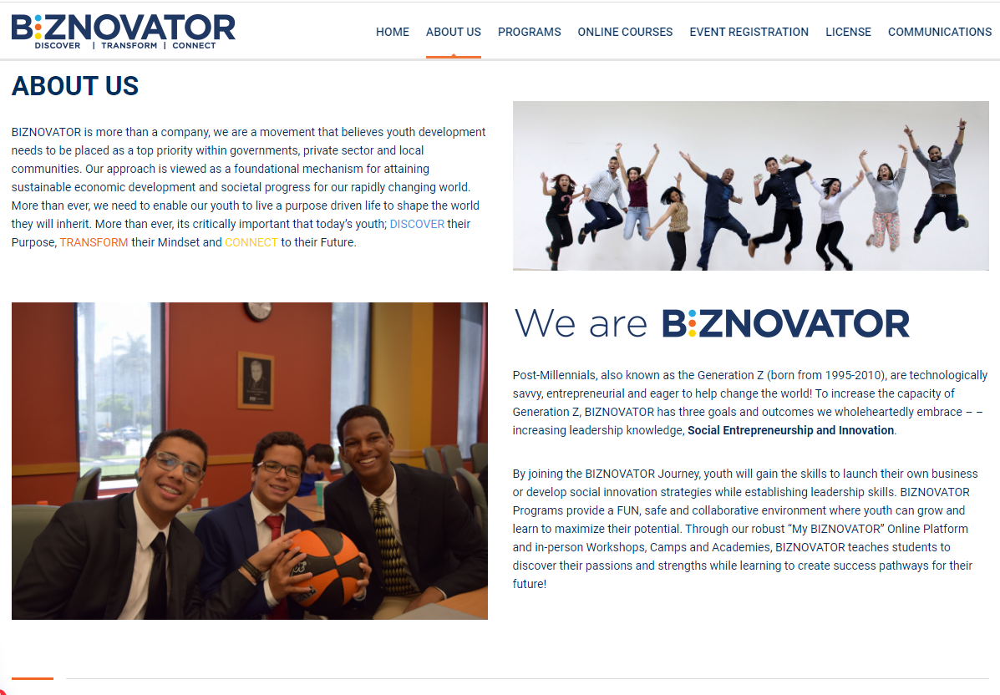 BIZNOVATOR
DISCOVER | TRANSFORM | CONNECT
HOME ABOUT US PROGRAMS ONLINE COURSES EVENT REGISTRATION LICENSE COMMUNICATIONS
ABOUT US
BIZNOVATOR is more than a company, we are a movement that believes youth development
needs to be placed as a top priority within governments, private sector and local
communities. Our approach is viewed as a foundational mechanism for attaining
sustainable economic development and societal progress for our rapidly changing world.
More than ever, we need to enable our youth to live a purpose driven life to shape the world
they will inherit. More than ever, its critically important that today’s youth; DISCOVER their
Purpose, TRANSFORM their Mindset and CONNECT to their Future.
We are BIZNOVATOR
Post-Millennials, also known as the Generation Z (born from 1995-2010), are technologically
savvy, entrepreneurial and eager to help change the world! To increase the capacity of
Generation Z, BIZNOVATOR has three goals and outcomes we wholeheartedly embrace – –
increasing leadership knowledge, Social Entrepreneurship and Innovation.
By joining the BIZNOVATOR Journey, youth will gain the skills to launch their own business
or develop social innovation strategies while establishing leadership skills. BIZNOVATOR
Programs provide a FUN, safe and collaborative environment where youth can grow and
learn to maximize their potential. Through our robust “My BIZNOVATOR” Online Platform
and in-person Workshops, Camps and Academies, BIZNOVATOR teaches students to
discover their passions and strengths while learning to create success pathways for their
future!